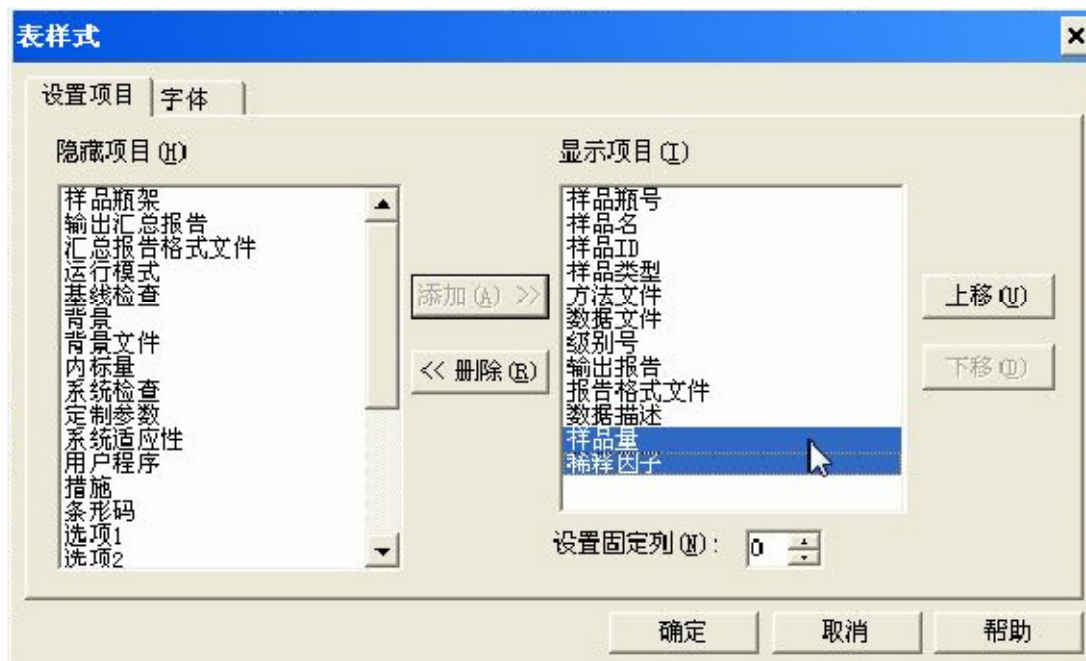 表样式
设置项目
字体
隐藏项目(H)
样品瓶架
输出汇总报告
汇总报告格式文件
运行模式
基线检查
背景
背景文件
内标量
系统检查
定制参数
系统适应性
用户程序
措施
条形码
选项1
选项2
添加(A) >>
<< 删除(R)
显示项目(I)
样品瓶号
样品名
样品ID
样品类型
方法文件
数据文件
级别号
输出报告
报告格式文件
数据描述
样品量
稀释因子
上移(U)
下移(D)
设置固定列(N):
0
确定
取消
帮助